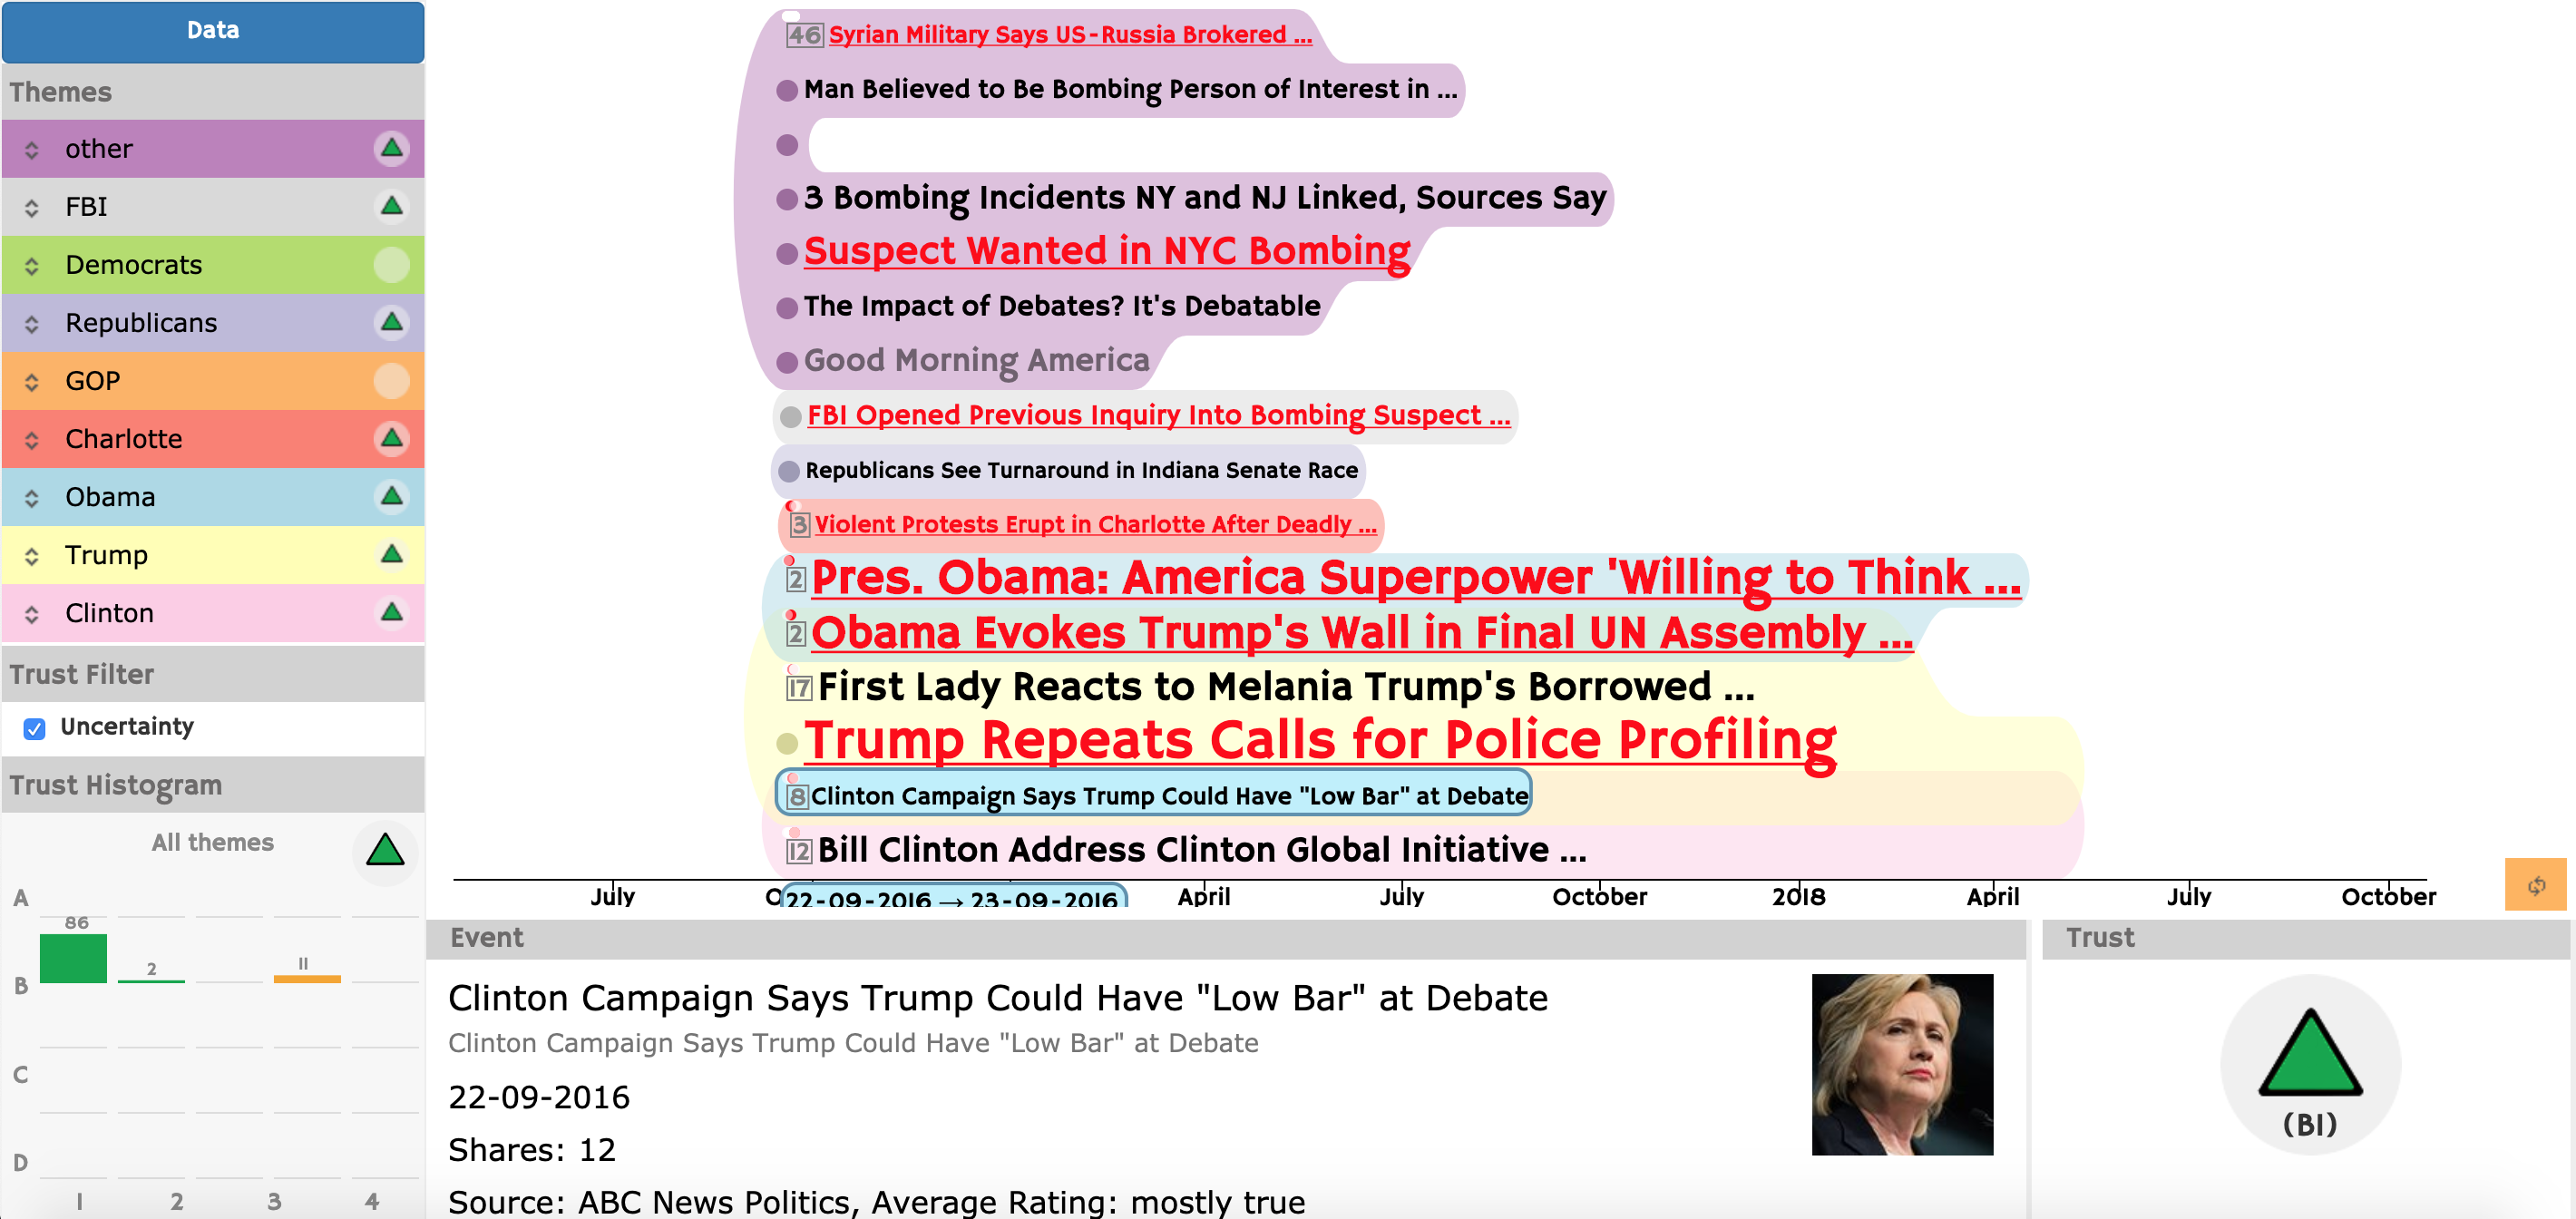 Data
Themes
other
FBI
Democrats
Republicans
GOP
Charlotte
Obama
Trump
Clinton
Trust Filter
Uncertainty
Trust Histogram
All themes
A
86
2
11
B
C
D
1 2 3 4
46 Syrian Military Says US-Russia Brokered ...
Man Believed to Be Bombing Person of Interest in ...
3 Bombing Incidents NY and NJ Linked, Sources Say
Suspect Wanted in NYC Bombing
The Impact of Debates? It's Debatable
Good Morning America
FBI Opened Previous Inquiry Into Bombing Suspect ...
Republicans See Turnaround in Indiana Senate Race
3 Violent Protests Erupt in Charlotte After Deadly ...
2 Pres. Obama: America Superpower 'Willing to Think ...
2 Obama Evokes Trump's Wall in Final UN Assembly ...
17 First Lady Reacts to Melania Trump's Borrowed ...
Trump Repeats Calls for Police Profiling
8 Clinton Campaign Says Trump Could Have "Low Bar" at Debate
12 Bill Clinton Address Clinton Global Initiative ...
July 22-09-2016 → 23-09-2016 April July October 2018 April July October
Event
Clinton Campaign Says Trump Could Have "Low Bar" at Debate
Clinton Campaign Says Trump Could Have "Low Bar" at Debate
22-09-2016
Shares: 12
Source: ABC News Politics, Average Rating: mostly true
Trust
(B1)